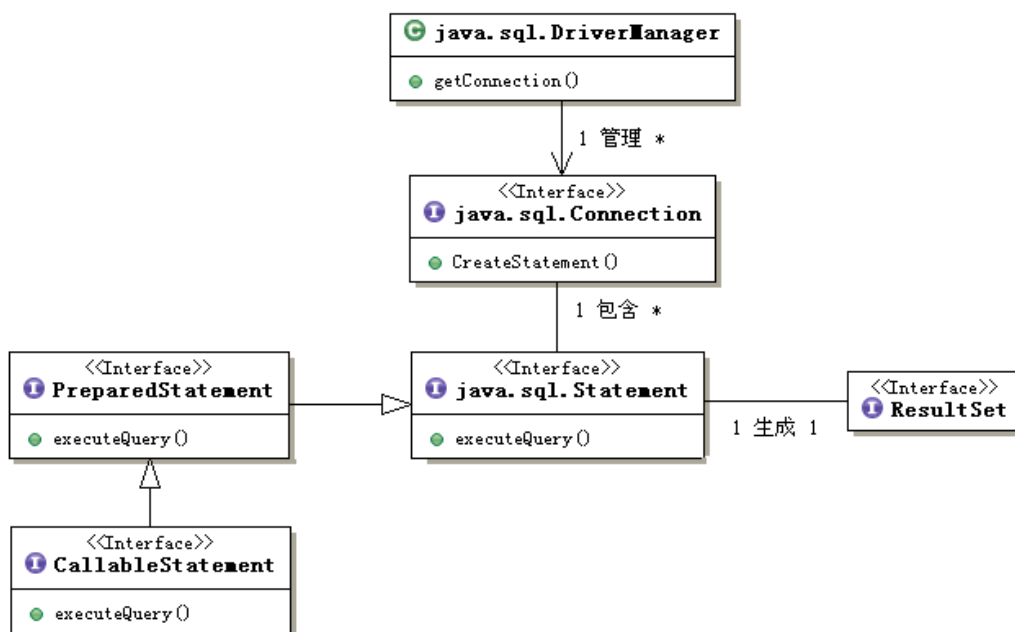 java.sql.DriverManager
getConnection()
1 管理 *
<<Interface>>
java.sql.Connection
CreateStatement()
1 包含 *
<<Interface>>
PreparedStatement
executeQuery()
<<Interface>>
java.sql.Statement
executeQuery()
1 生成 1
<<Interface>>
ResultSet
<<Interface>>
CallableStatement
executeQuery()